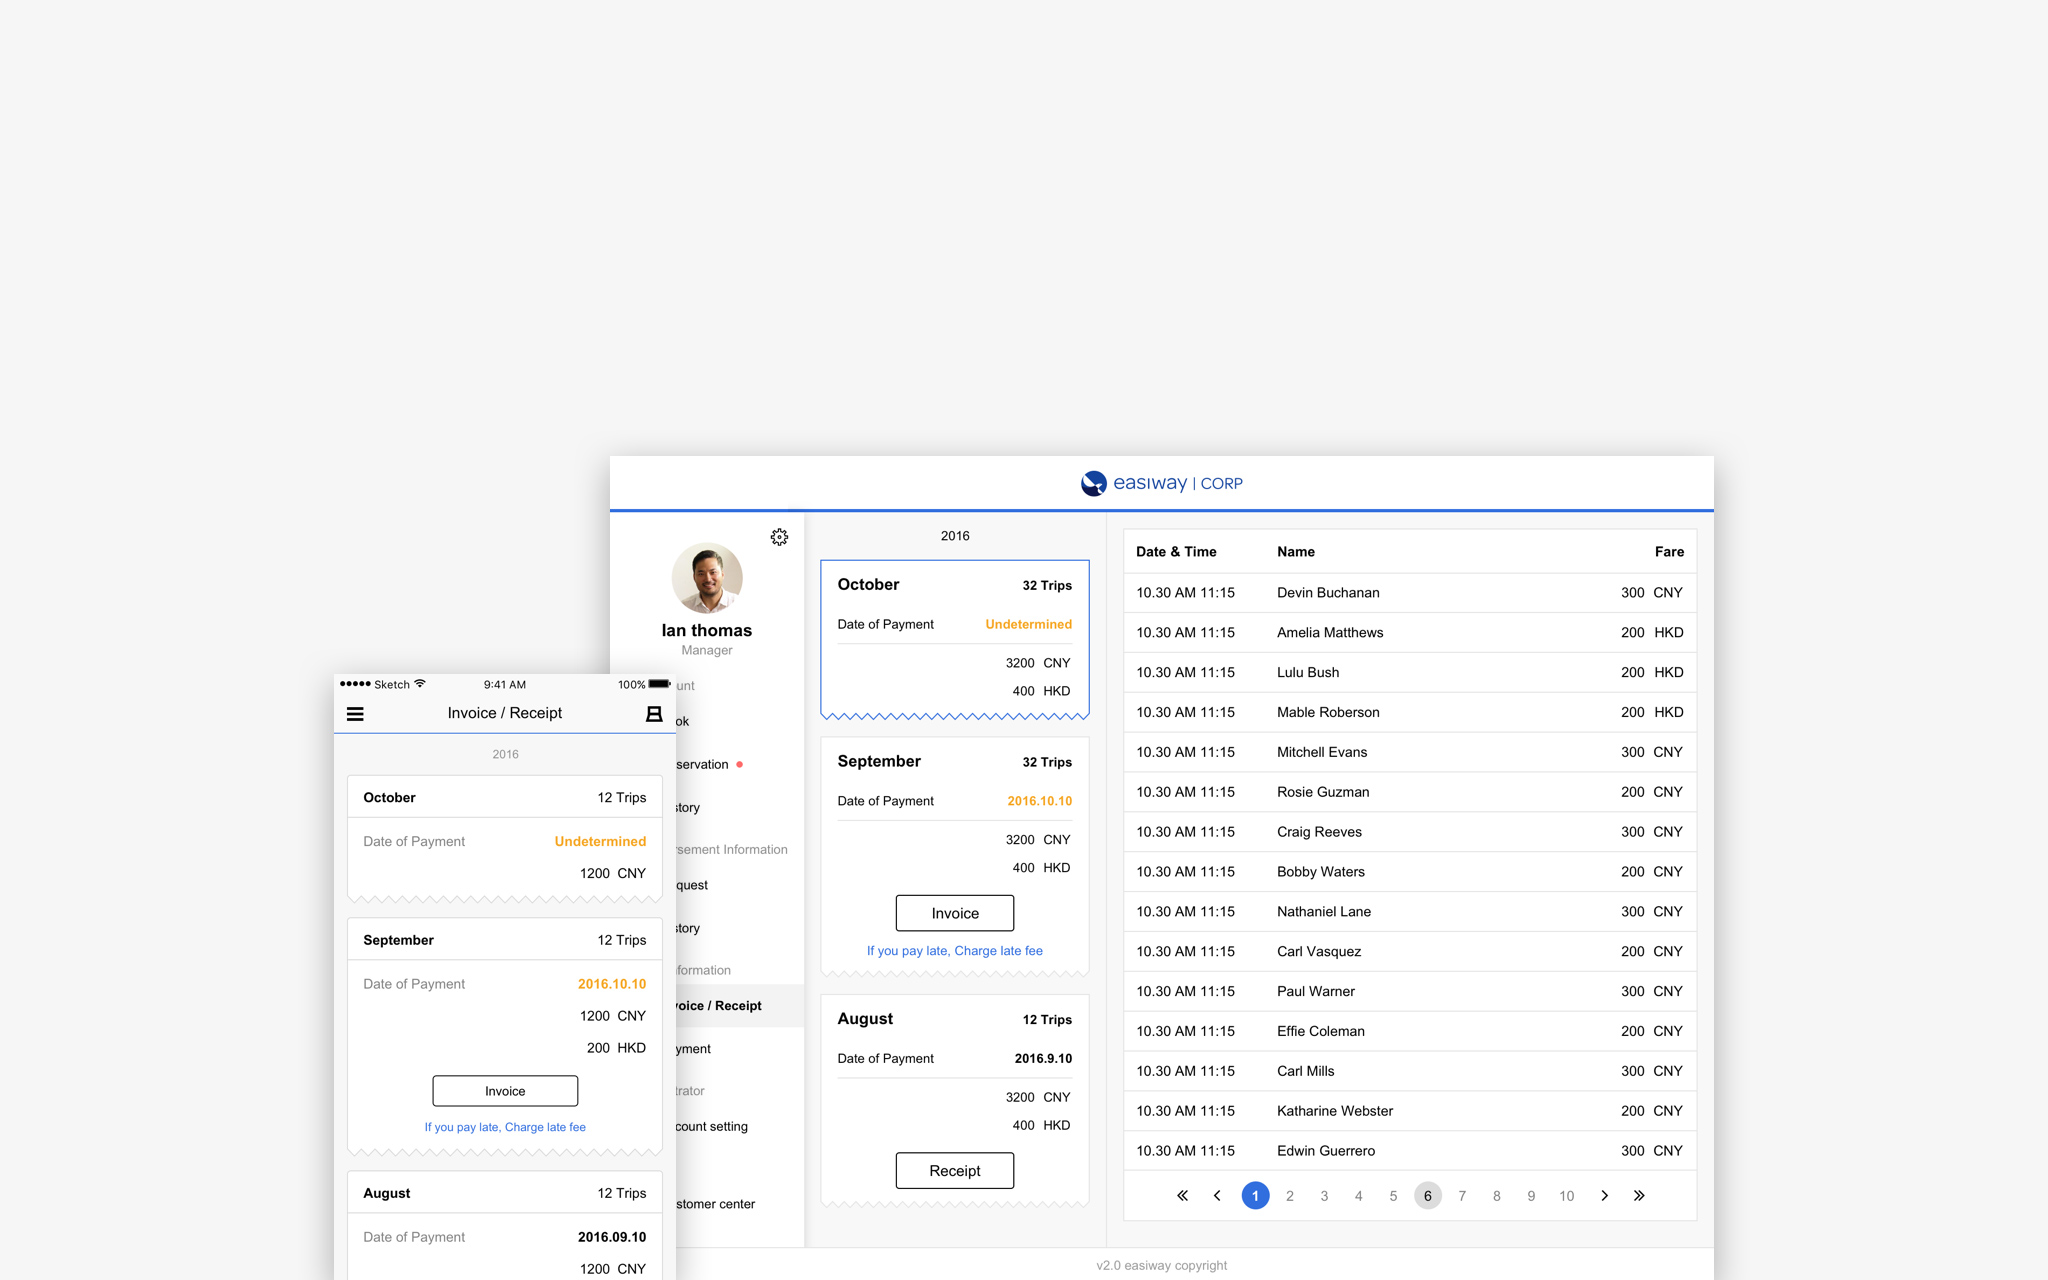 easiway | CORP
Ian thomas
Manager
unt
ok
servation
story
rsement Information
quest
story
formation
voice / Receipt
yment
trator
count setting
stomer center
2016
October 32 Trips
Date of Payment Undetermined
3200 CNY
400 HKD
September 32 Trips
Date of Payment 2016.10.10
3200 CNY
400 HKD
Invoice
If you pay late, Charge late fee
August 12 Trips
Date of Payment 2016.9.10
3200 CNY
400 HKD
Receipt
Date & Time Name Fare
10.30 AM 11:15 Devin Buchanan 300 CNY
10.30 AM 11:15 Amelia Matthews 200 HKD
10.30 AM 11:15 Lulu Bush 200 HKD
10.30 AM 11:15 Mable Roberson 200 HKD
10.30 AM 11:15 Mitchell Evans 300 CNY
10.30 AM 11:15 Rosie Guzman 200 CNY
10.30 AM 11:15 Craig Reeves 300 CNY
10.30 AM 11:15 Bobby Waters 200 CNY
10.30 AM 11:15 Nathaniel Lane 300 CNY
10.30 AM 11:15 Carl Vasquez 200 CNY
10.30 AM 11:15 Paul Warner 300 CNY
10.30 AM 11:15 Effie Coleman 200 CNY
10.30 AM 11:15 Carl Mills 300 CNY
10.30 AM 11:15 Katharine Webster 200 CNY
10.30 AM 11:15 Edwin Guerrero 300 CNY
1 2 3 4 5 6 7 8 9 10
v2.0 easiway copyright
Sketch 9:41 AM 100%
Invoice / Receipt
2016
October 12 Trips
Date of Payment Undetermined
1200 CNY
September 12 Trips
Date of Payment 2016.10.10
1200 CNY
200 HKD
Invoice
If you pay late, Charge late fee
August 12 Trips
Date of Payment 2016.09.10
1200 CNY